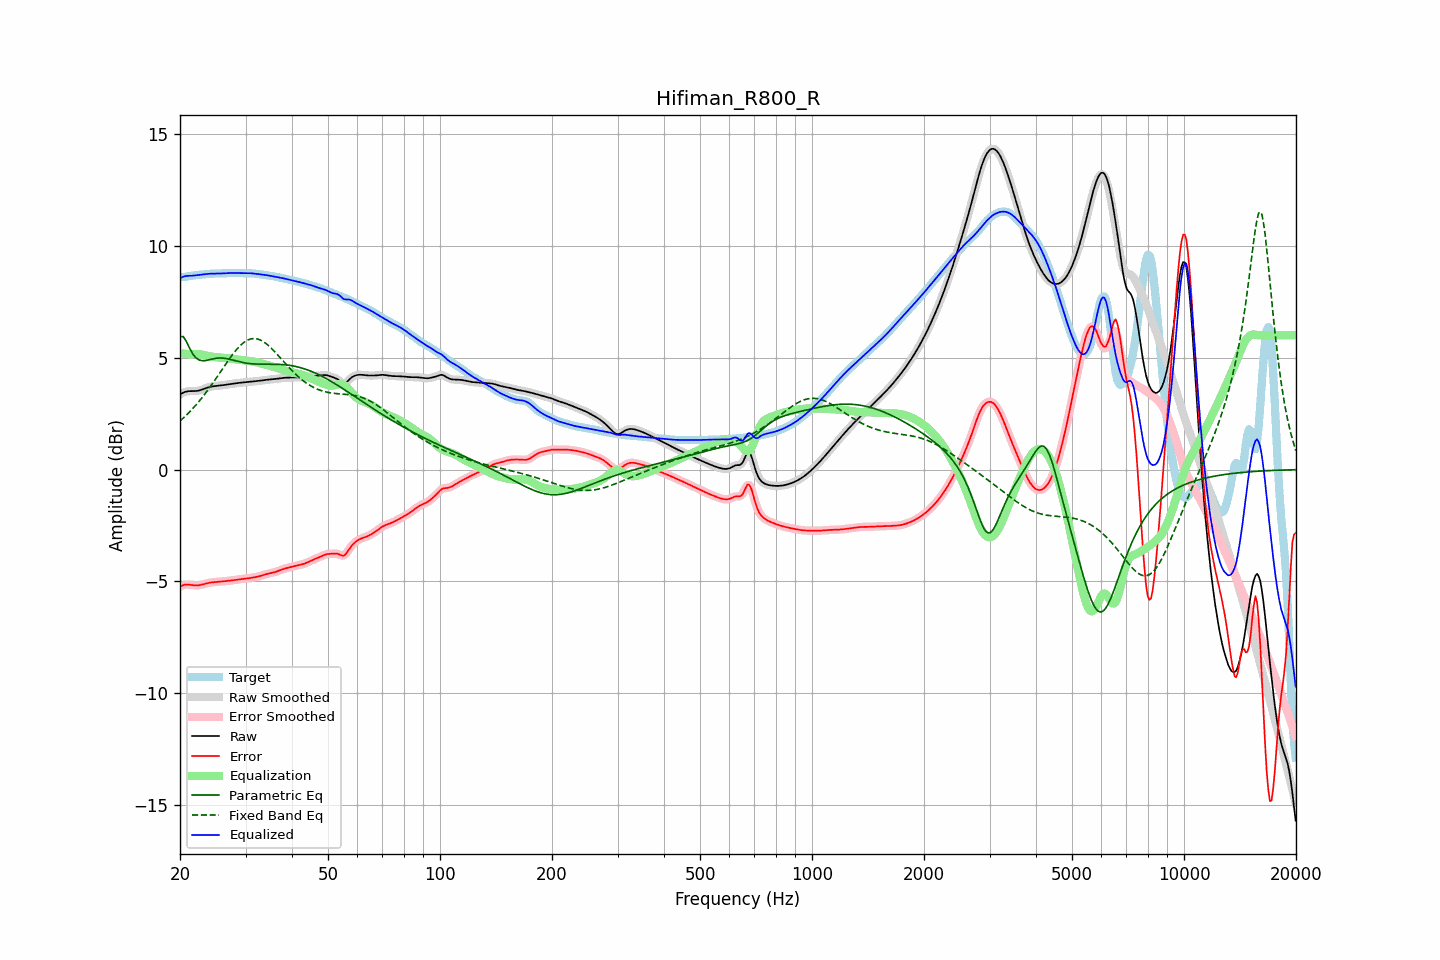 Hifiman_R800_R
Amplitude (dBr)
15
10
5
0
−5
−10
−15
Target
Raw Smoothed
Error Smoothed
Raw
Error
Equalization
Parametric Eq
Fixed Band Eq
Equalized
20 50 100 200 500 1000 2000 5000 10000 20000
Frequency (Hz)